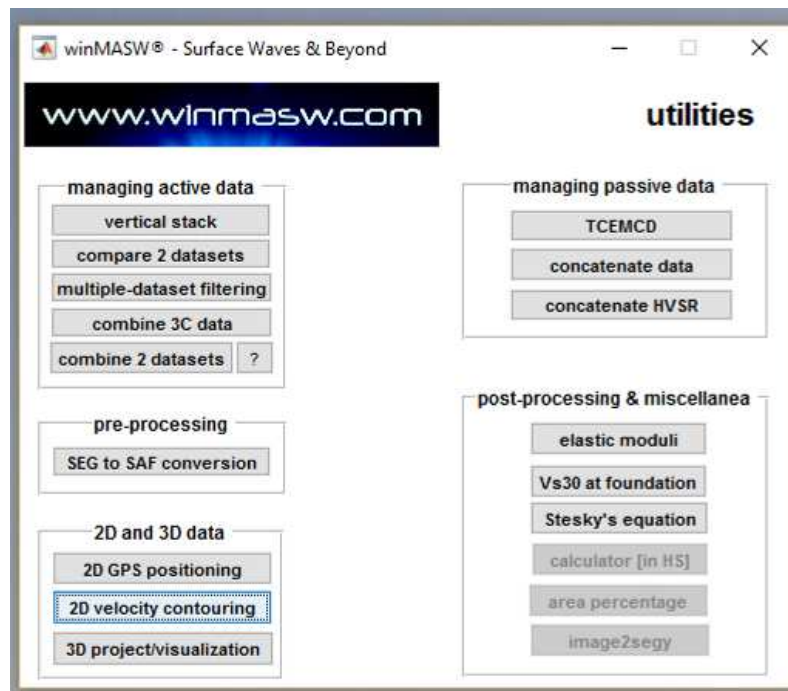 winMASW® - Surface Waves & Beyond
www.winmasw.com
utilities
managing active data
vertical stack
compare 2 datasets
multiple-dataset filtering
combine 3C data
combine 2 datasets ?
pre-processing
SEG to SAF conversion
2D and 3D data
2D GPS positioning
2D velocity contouring
3D project/visualization
managing passive data
TCEMCD
concatenate data
concatenate HVSR
post-processing & miscellanea
elastic moduli
Vs30 at foundation
Stesky's equation
calculator [in HS]
area percentage
image2segy